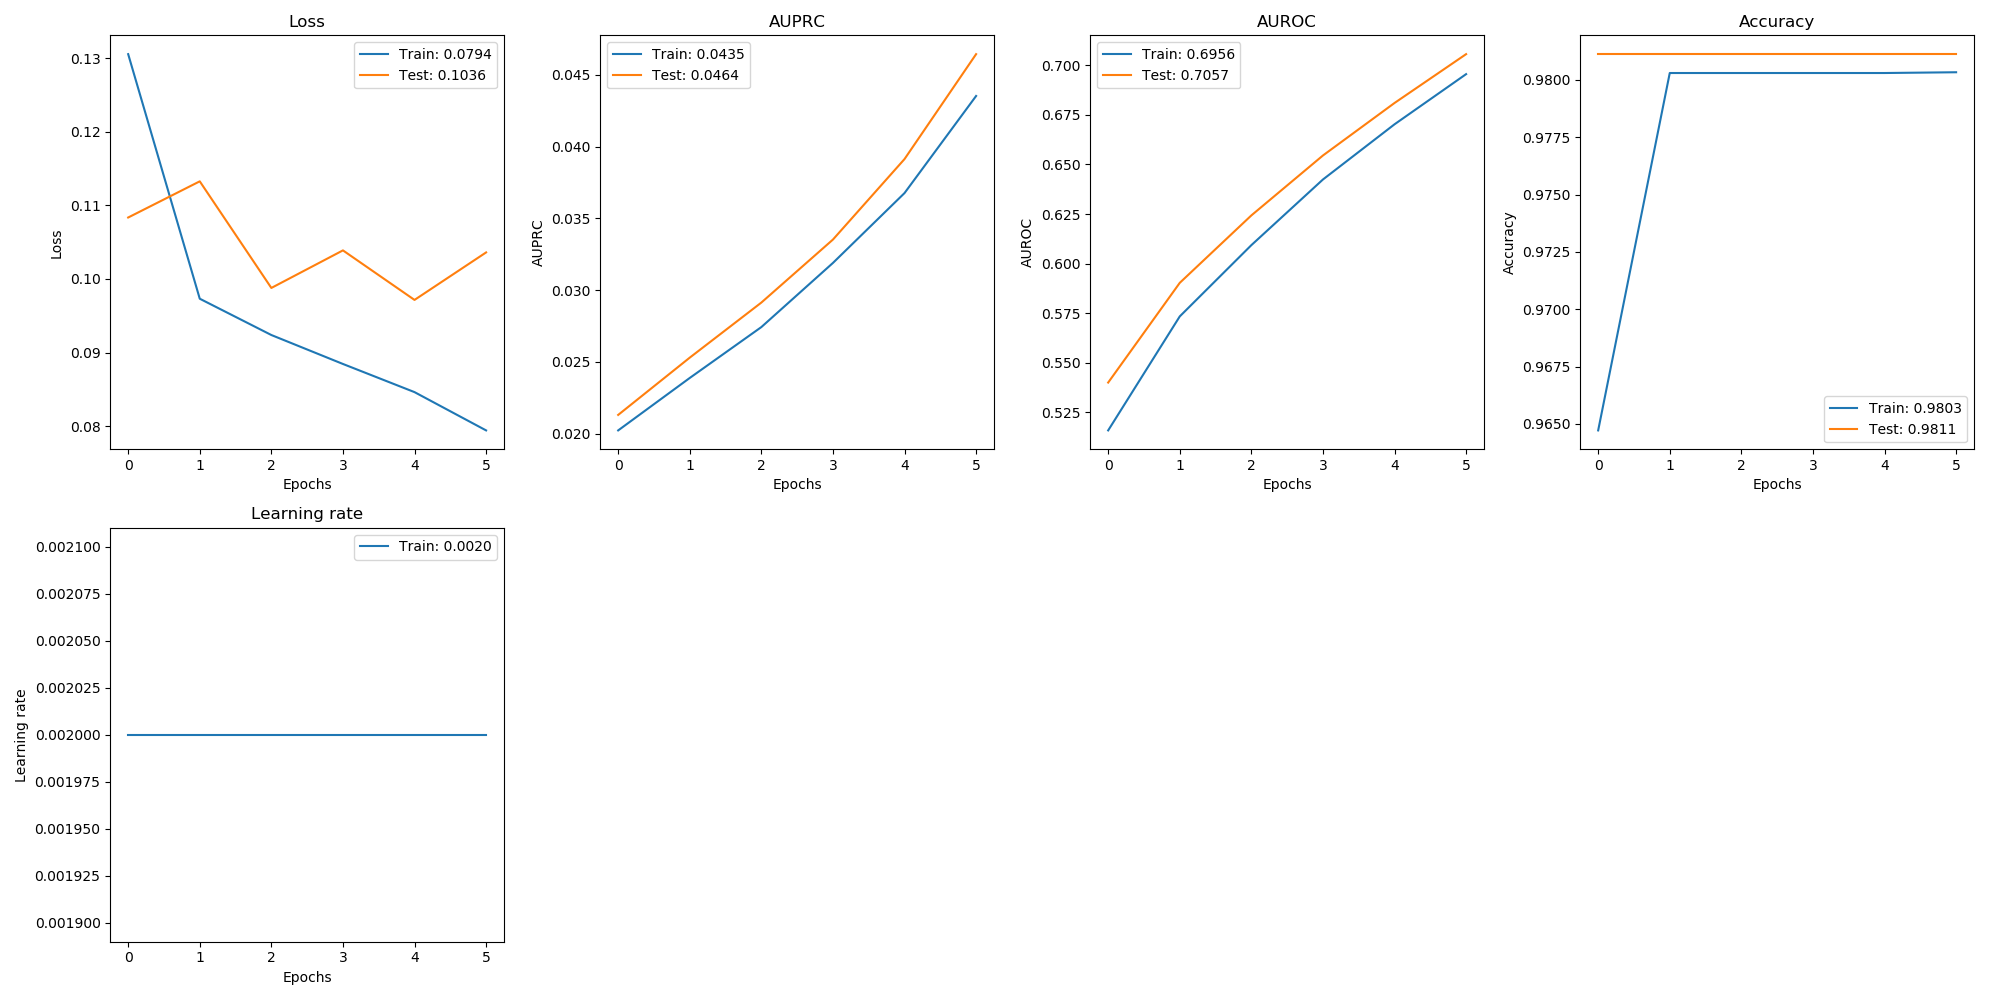 Loss
0.13
0.12
0.11
0.10
0.09
0.08
Loss
0 1 2 3 4 5
Epochs
Train: 0.0794
Test: 0.1036
AUPRC
0.045
0.040
0.035
0.030
0.025
0.020
AUPRC
0 1 2 3 4 5
Epochs
Train: 0.0435
Test: 0.0464
AUROC
0.700
0.675
0.650
0.625
0.600
0.575
0.550
0.525
AUROC
0 1 2 3 4 5
Epochs
Train: 0.6956
Test: 0.7057
Accuracy
0.9800
0.9775
0.9750
0.9725
0.9700
0.9675
0.9650
Accuracy
0 1 2 3 4 5
Epochs
Train: 0.9803
Test: 0.9811
Learning rate
0.002100
0.002075
0.002050
0.002025
0.002000
0.001975
0.001950
0.001925
0.001900
Learning rate
0 1 2 3 4 5
Epochs
Train: 0.0020